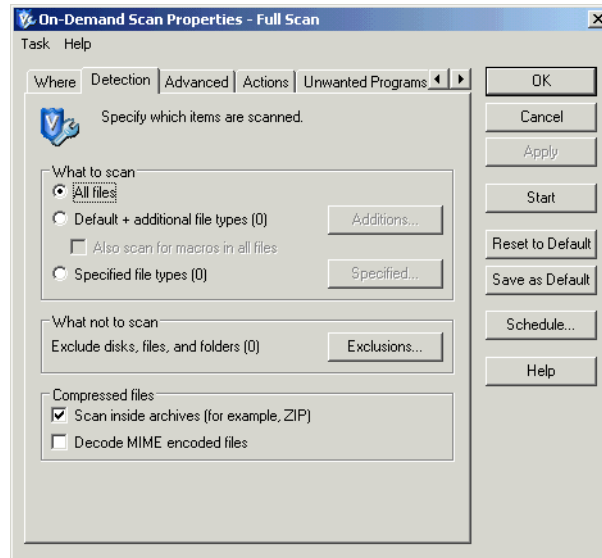 On-Demand Scan Properties - Full Scan
Task Help
Where Detection Advanced Actions Unwanted Programs
Specify which items are scanned.
What to scan
All files
Default + additional file types (0) Additions...
Also scan for macros in all files
Specified file types (0) Specified...
What not to scan
Exclude disks, files, and folders (0) Exclusions...
Compressed files
Scan inside archives (for example, ZIP)
Decode MIME encoded files
OK
Cancel
Apply
Start
Reset to Default
Save as Default
Schedule...
Help